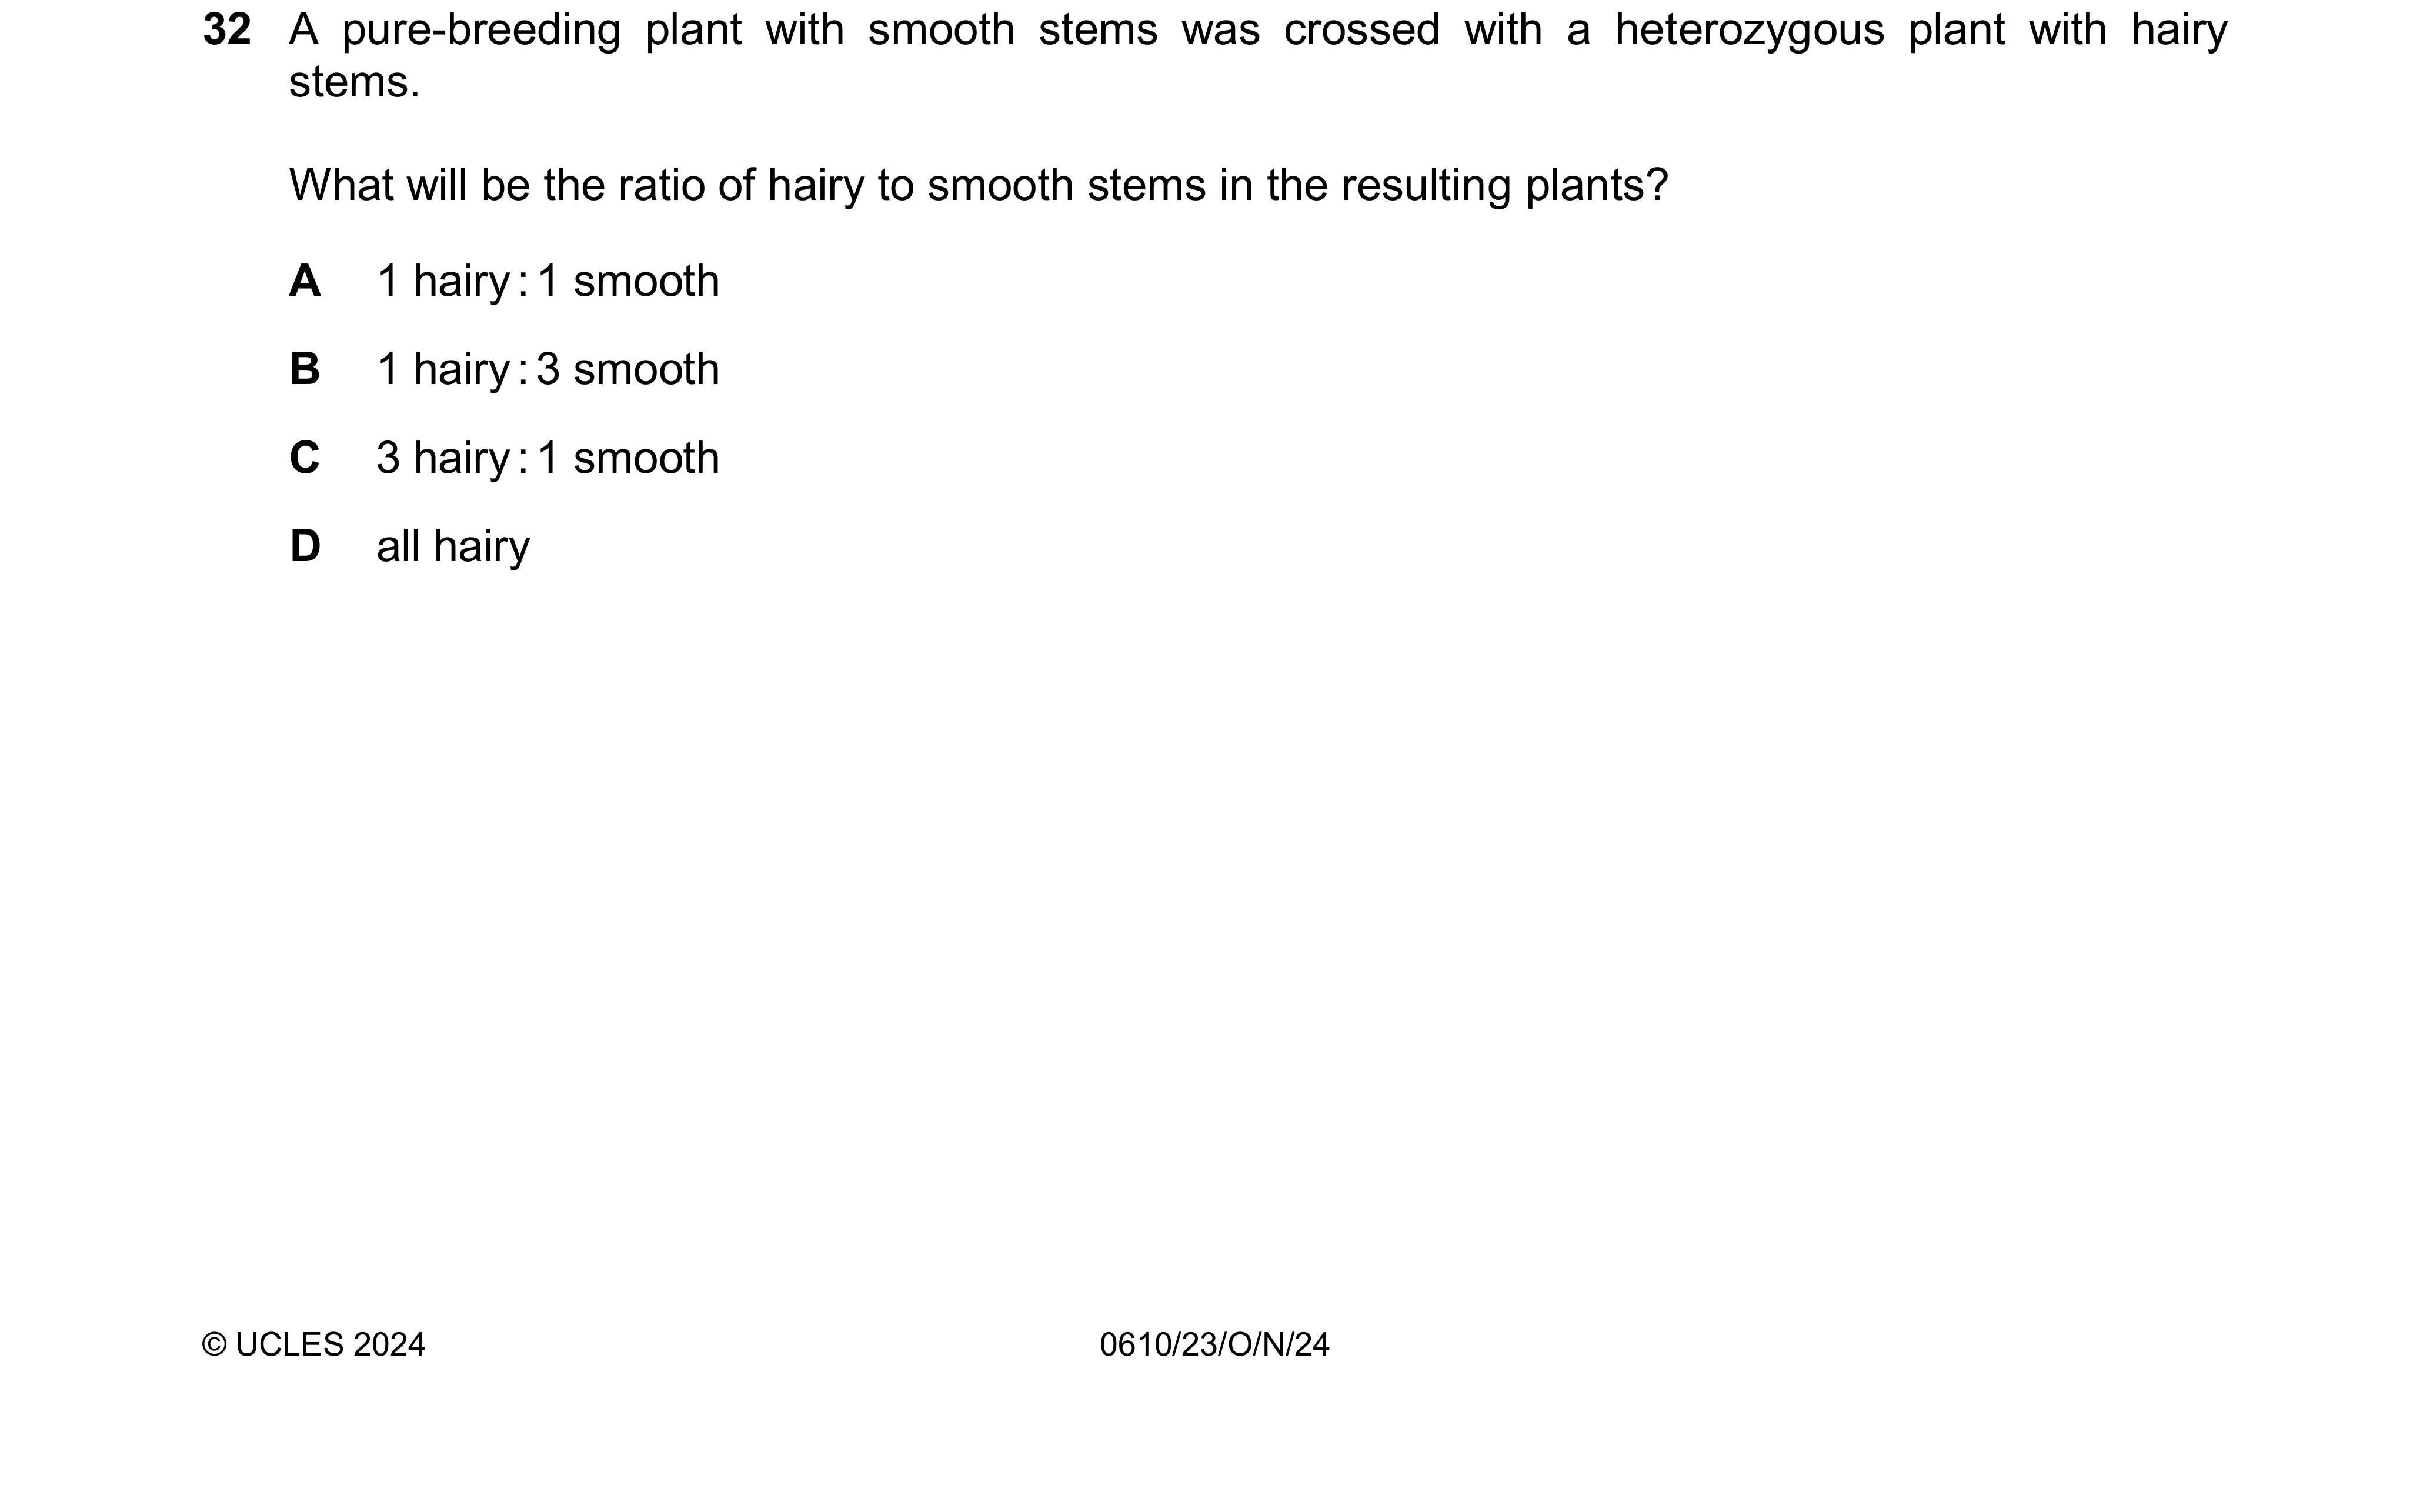 32 A pure-breeding plant with smooth stems was crossed with a heterozygous plant with hairy
stems.
What will be the ratio of hairy to smooth stems in the resulting plants?
A 1 hairy : 1 smooth
B 1 hairy : 3 smooth
C 3 hairy : 1 smooth
D all hairy
© UCLES 2024 0610/23/O/N/24